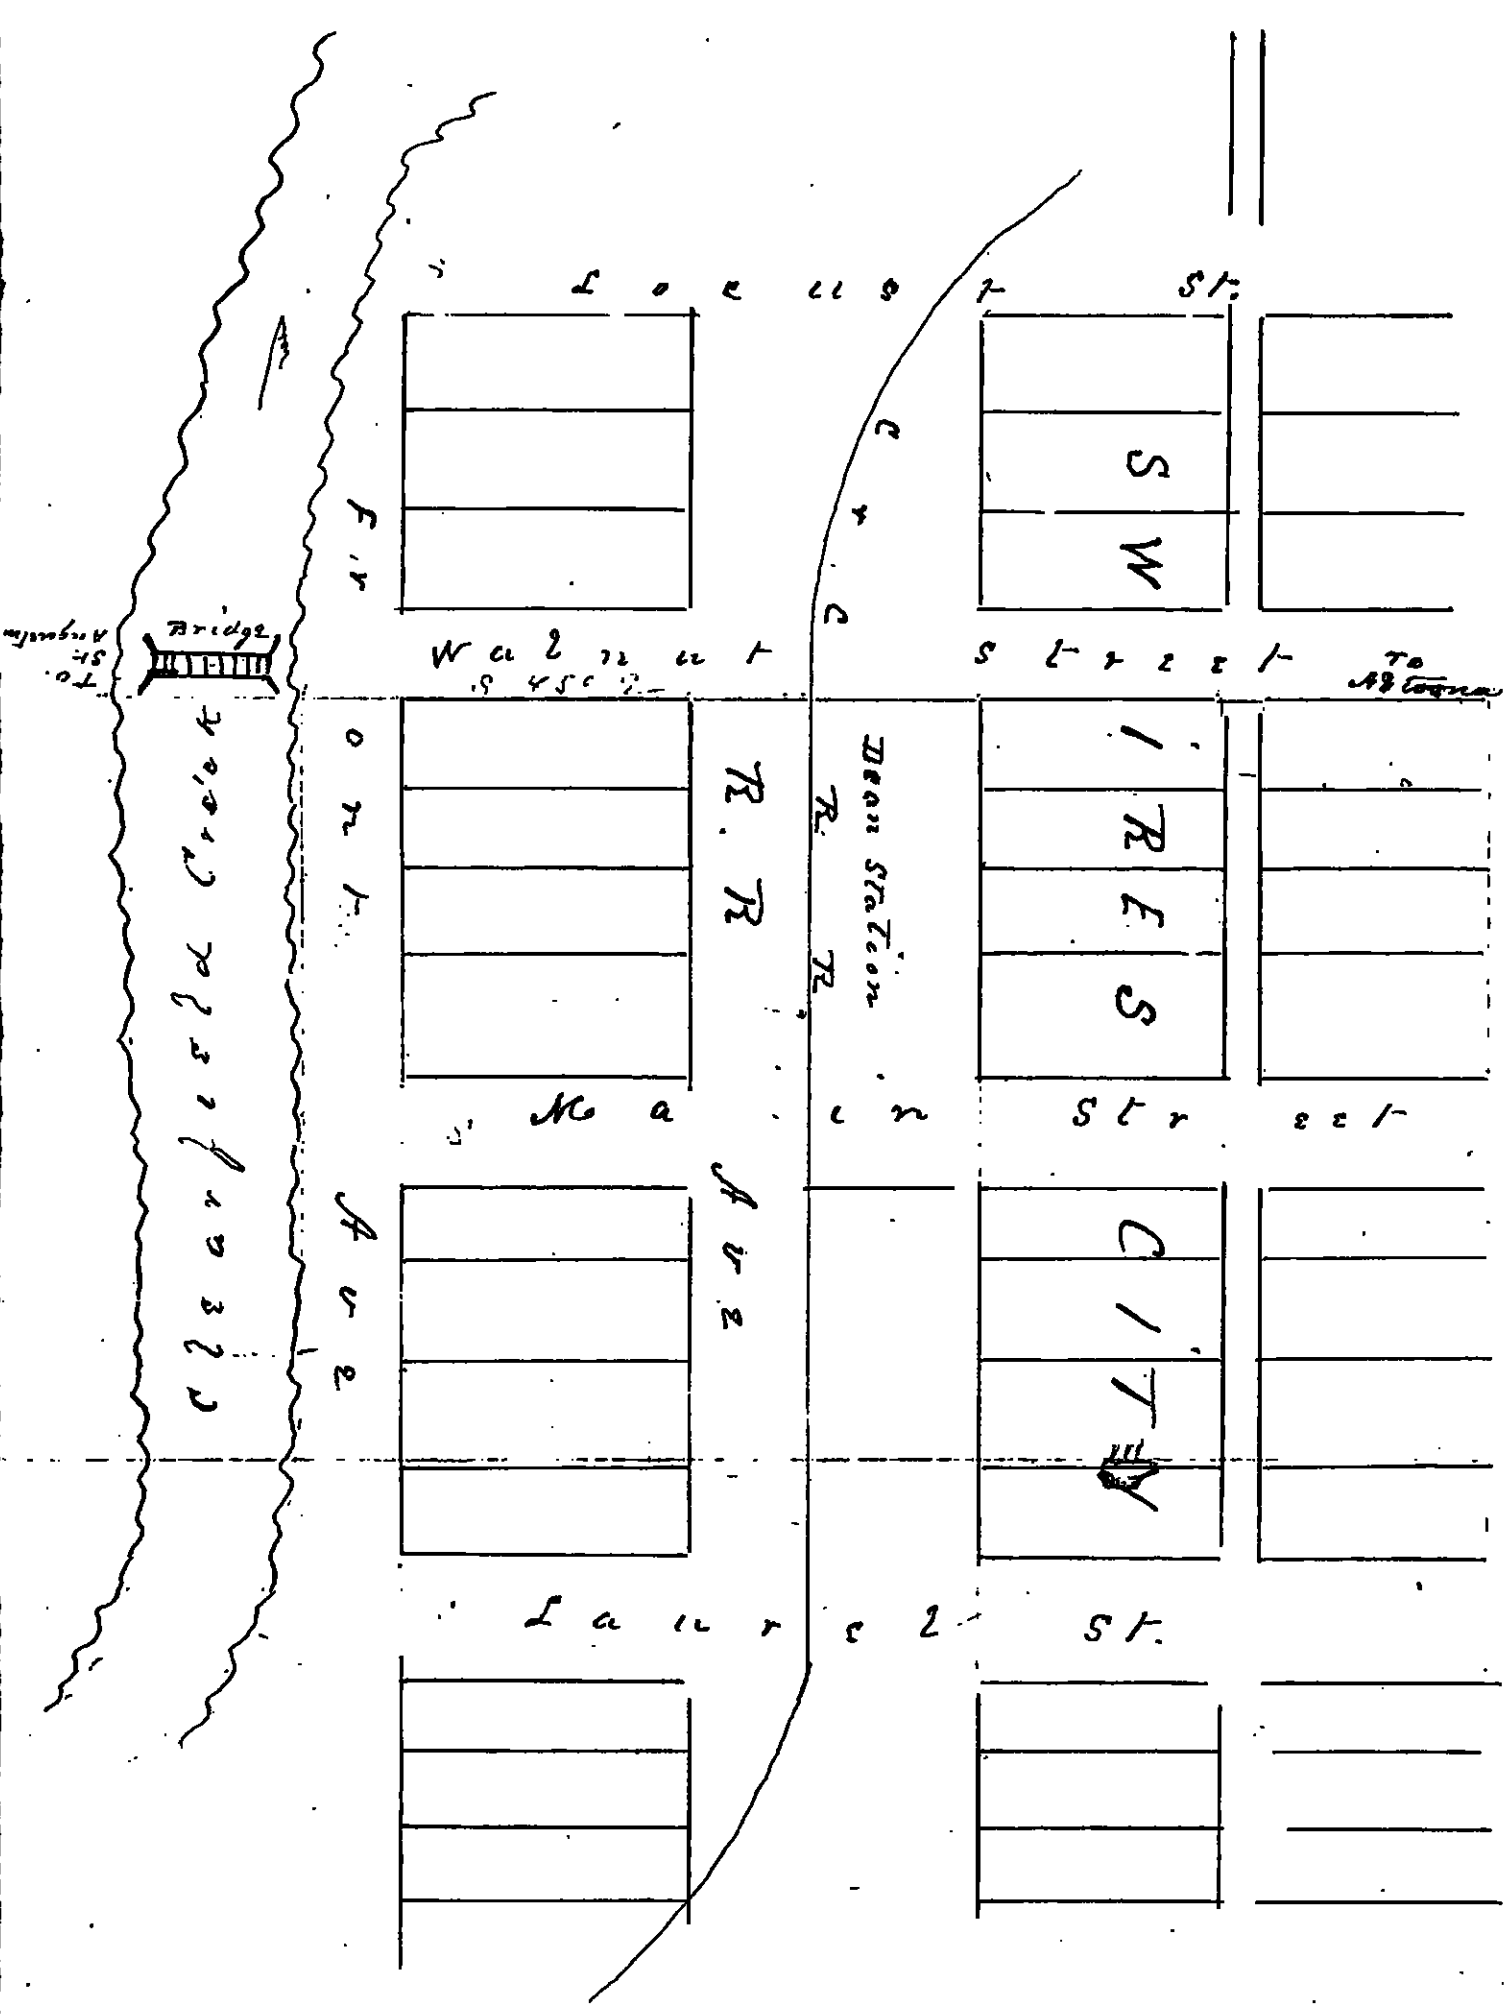 Locust St.
C r C R R
SWIRES CITY
Front Ave
Bridge
To St. Augustin
Walnut Street
To Altoona
Dean Station
R.R Ave
Clearfield Creek
Main Street
Laurel St.